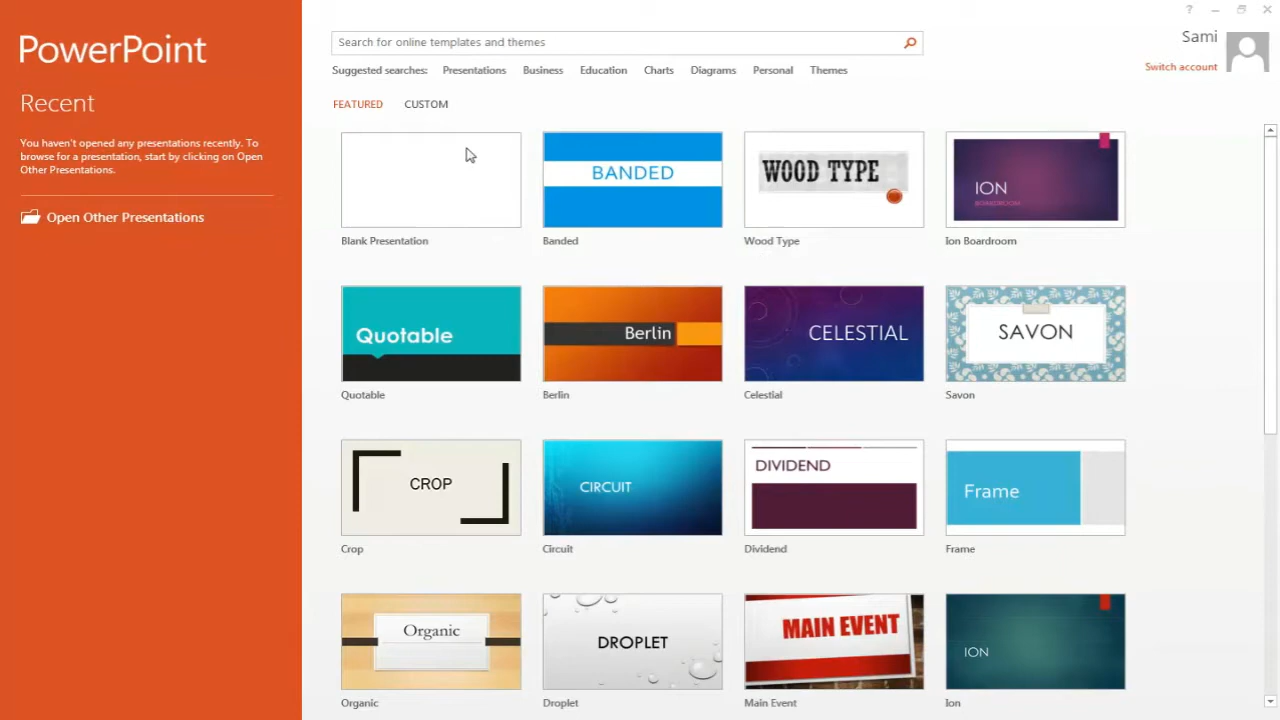 PowerPoint
Recent
You haven't opened any presentations recently. To
browse for a presentation, start by clicking on Open
Other Presentations.
Open Other Presentations
?
Sami
Switch account
Search for online templates and themes
Suggested searches: Presentations Business Education Charts Diagrams Personal Themes
FEATURED CUSTOM
BANDED
WOOD TYPE
ION
BOARDROOM
Blank Presentation
Banded
Wood Type
Ion Boardroom
Quotable
Berlin
CELESTIAL
SAVON
Quotable
Berlin
Celestial
Savon
CROP
CIRCUIT
DIVIDEND
Frame
Crop
Circuit
Dividend
Frame
Organic
DROPLET
MAIN EVENT
ION
Organic
Droplet
Main Event
Ion